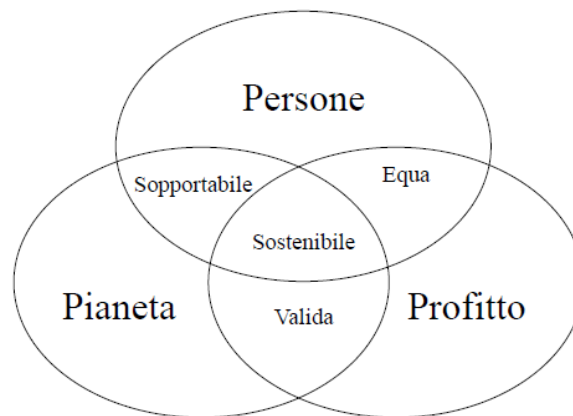 Persone
Sopportabile
Equa
Sostenibile
Pianeta
Valida
Profitto